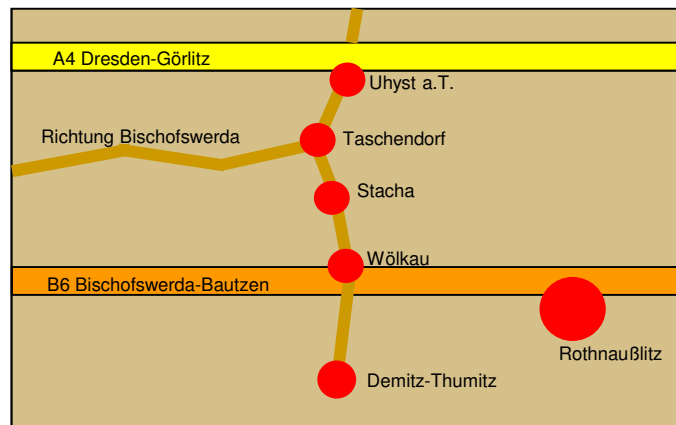 A4 Dresden-Görlitz
Uhyst a.T.
Richtung Bischofswerda
Taschendorf
Stacha
Wölkau
B6 Bischofswerda-Bautzen
Rothnaußlitz
Demitz-Thumitz